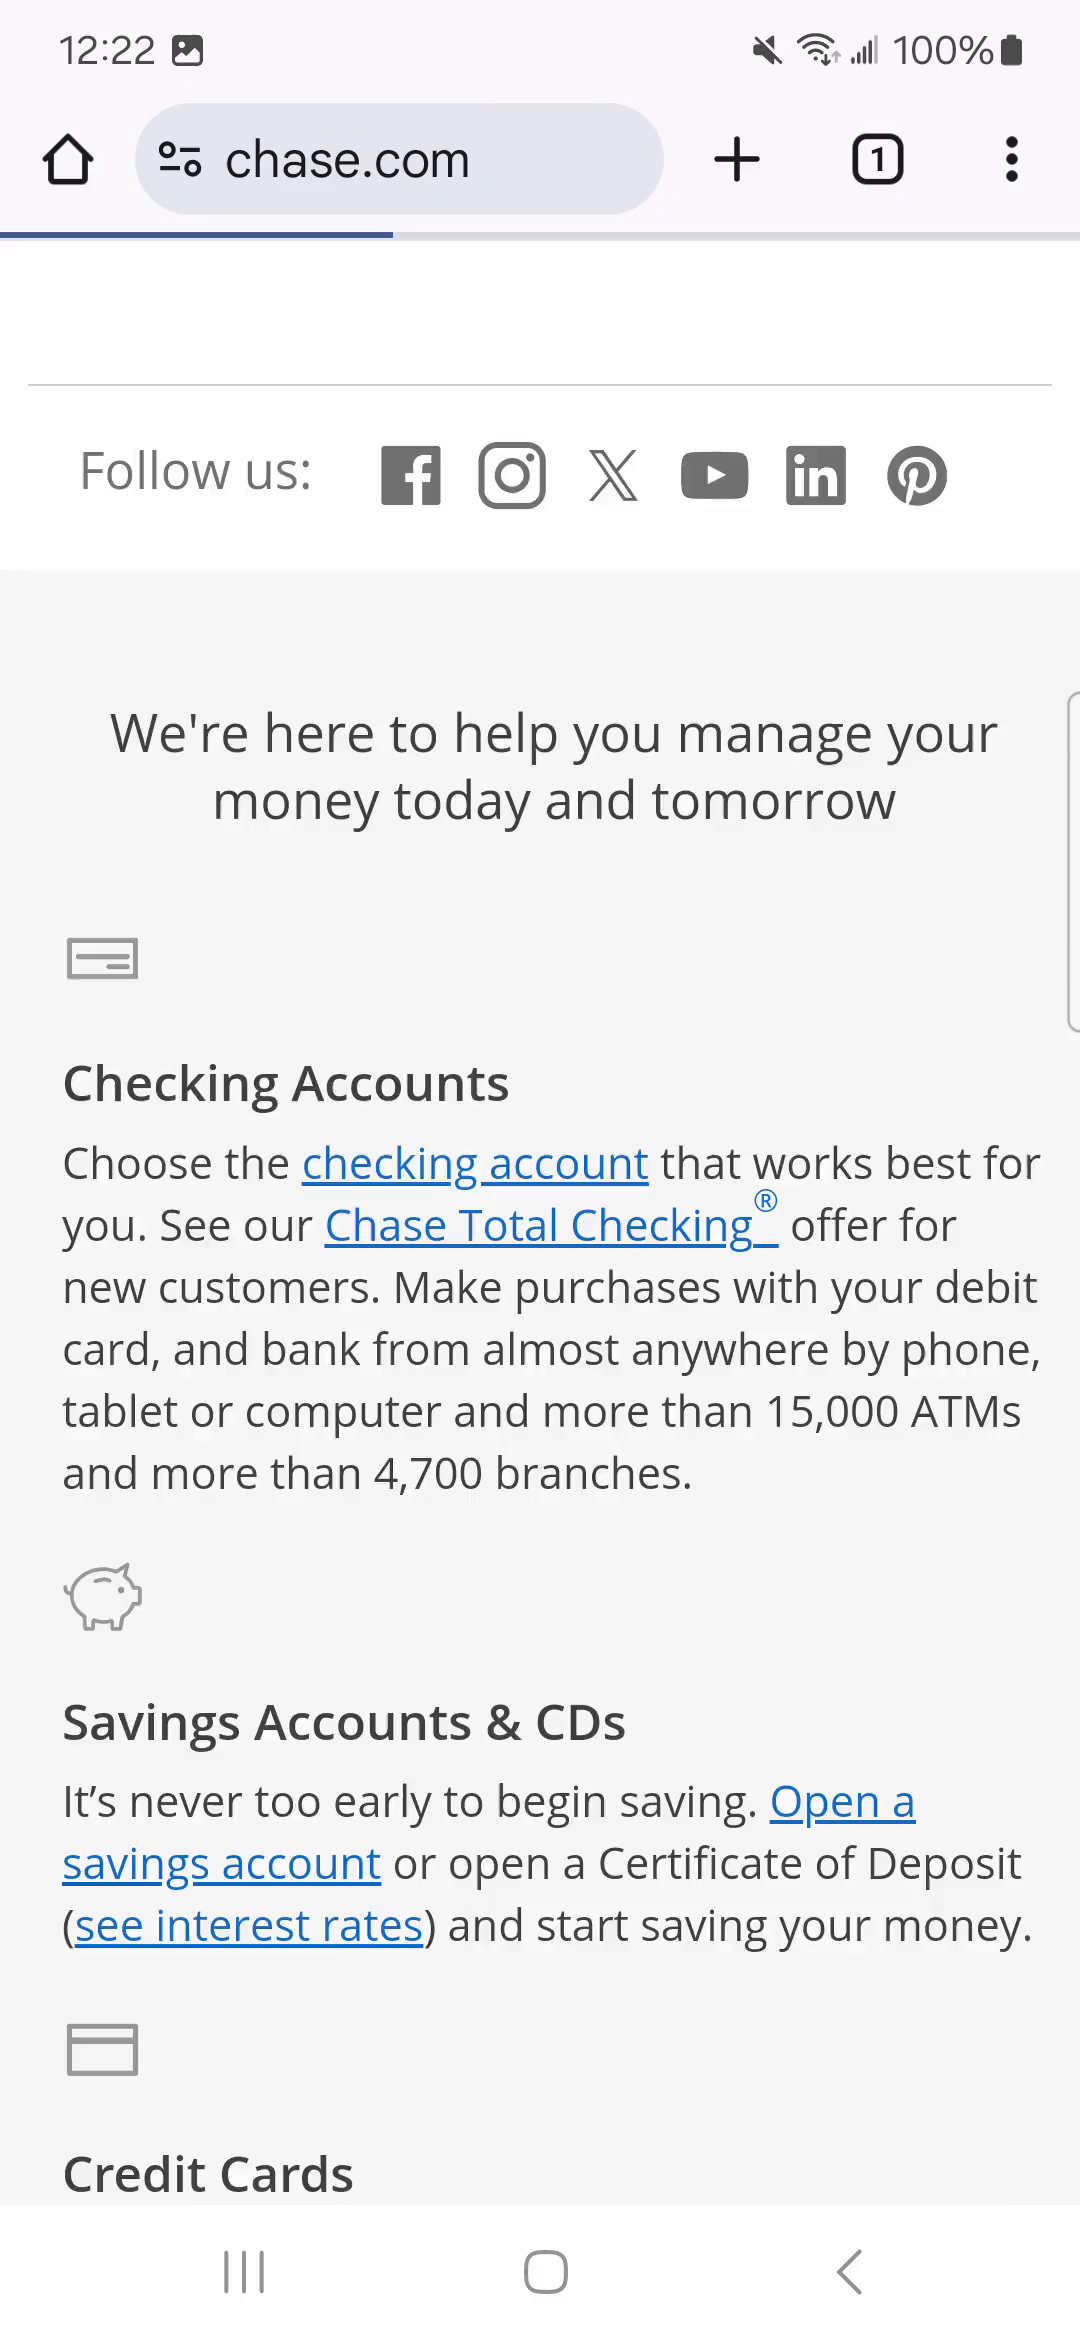 12:22
100%
chase.com
1
Follow us:
We're here to help you manage your
money today and tomorrow
Checking Accounts
Choose the checking account that works best for
you. See our Chase Total Checking® offer for
new customers. Make purchases with your debit
card, and bank from almost anywhere by phone,
tablet or computer and more than 15,000 ATMs
and more than 4,700 branches.
Savings Accounts & CDs
It’s never too early to begin saving. Open a
savings account or open a Certificate of Deposit
(see interest rates) and start saving your money.
Credit Cards